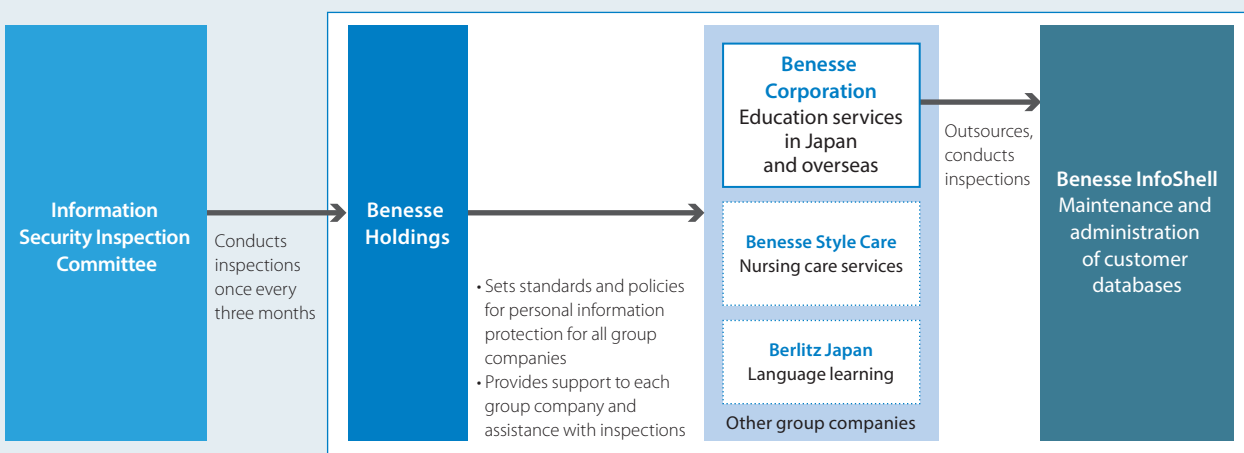 Information
Security Inspection
Committee
Conducts
inspections
once every
three months
Benesse
Holdings
• Sets standards and policies
for personal information
protection for all group
companies
• Provides support to each
group company and
assistance with inspections
Benesse
Corporation
Education services
in Japan
and overseas
Benesse Style Care
Nursing care services
Berlitz Japan
Language learning
Other group companies
Outsources,
conducts
inspections
Benesse InfoShell
Maintenance and
administration
of customer
databases